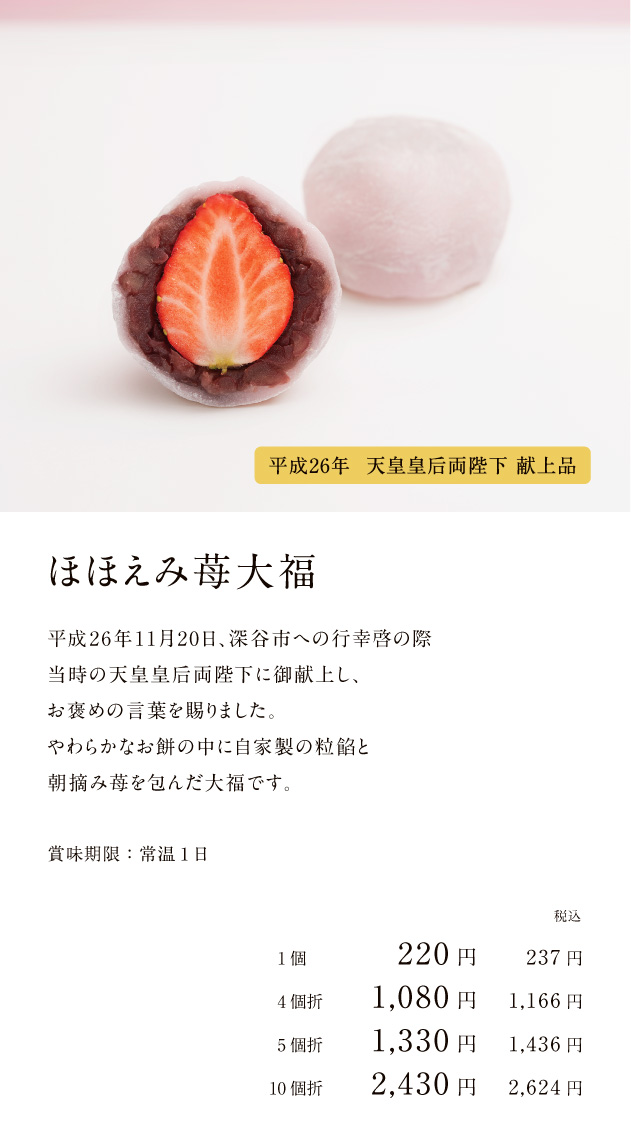 平成26年 天皇皇后両陛下 献上品
ほほえみ苺大福
平成26年11月20日、深谷市への行幸啓の際
当時の天皇皇后両陛下に御献上し、
お褒めの言葉を賜りました。
やわらかなお餅の中に自家製の粒餡と
朝摘み苺を包んだ大福です。
賞味期限：常温１日
税込
1個 220円 237円
4個折 1,080円 1,166円
5個折 1,330円 1,436円
10個折 2,430円 2,624円